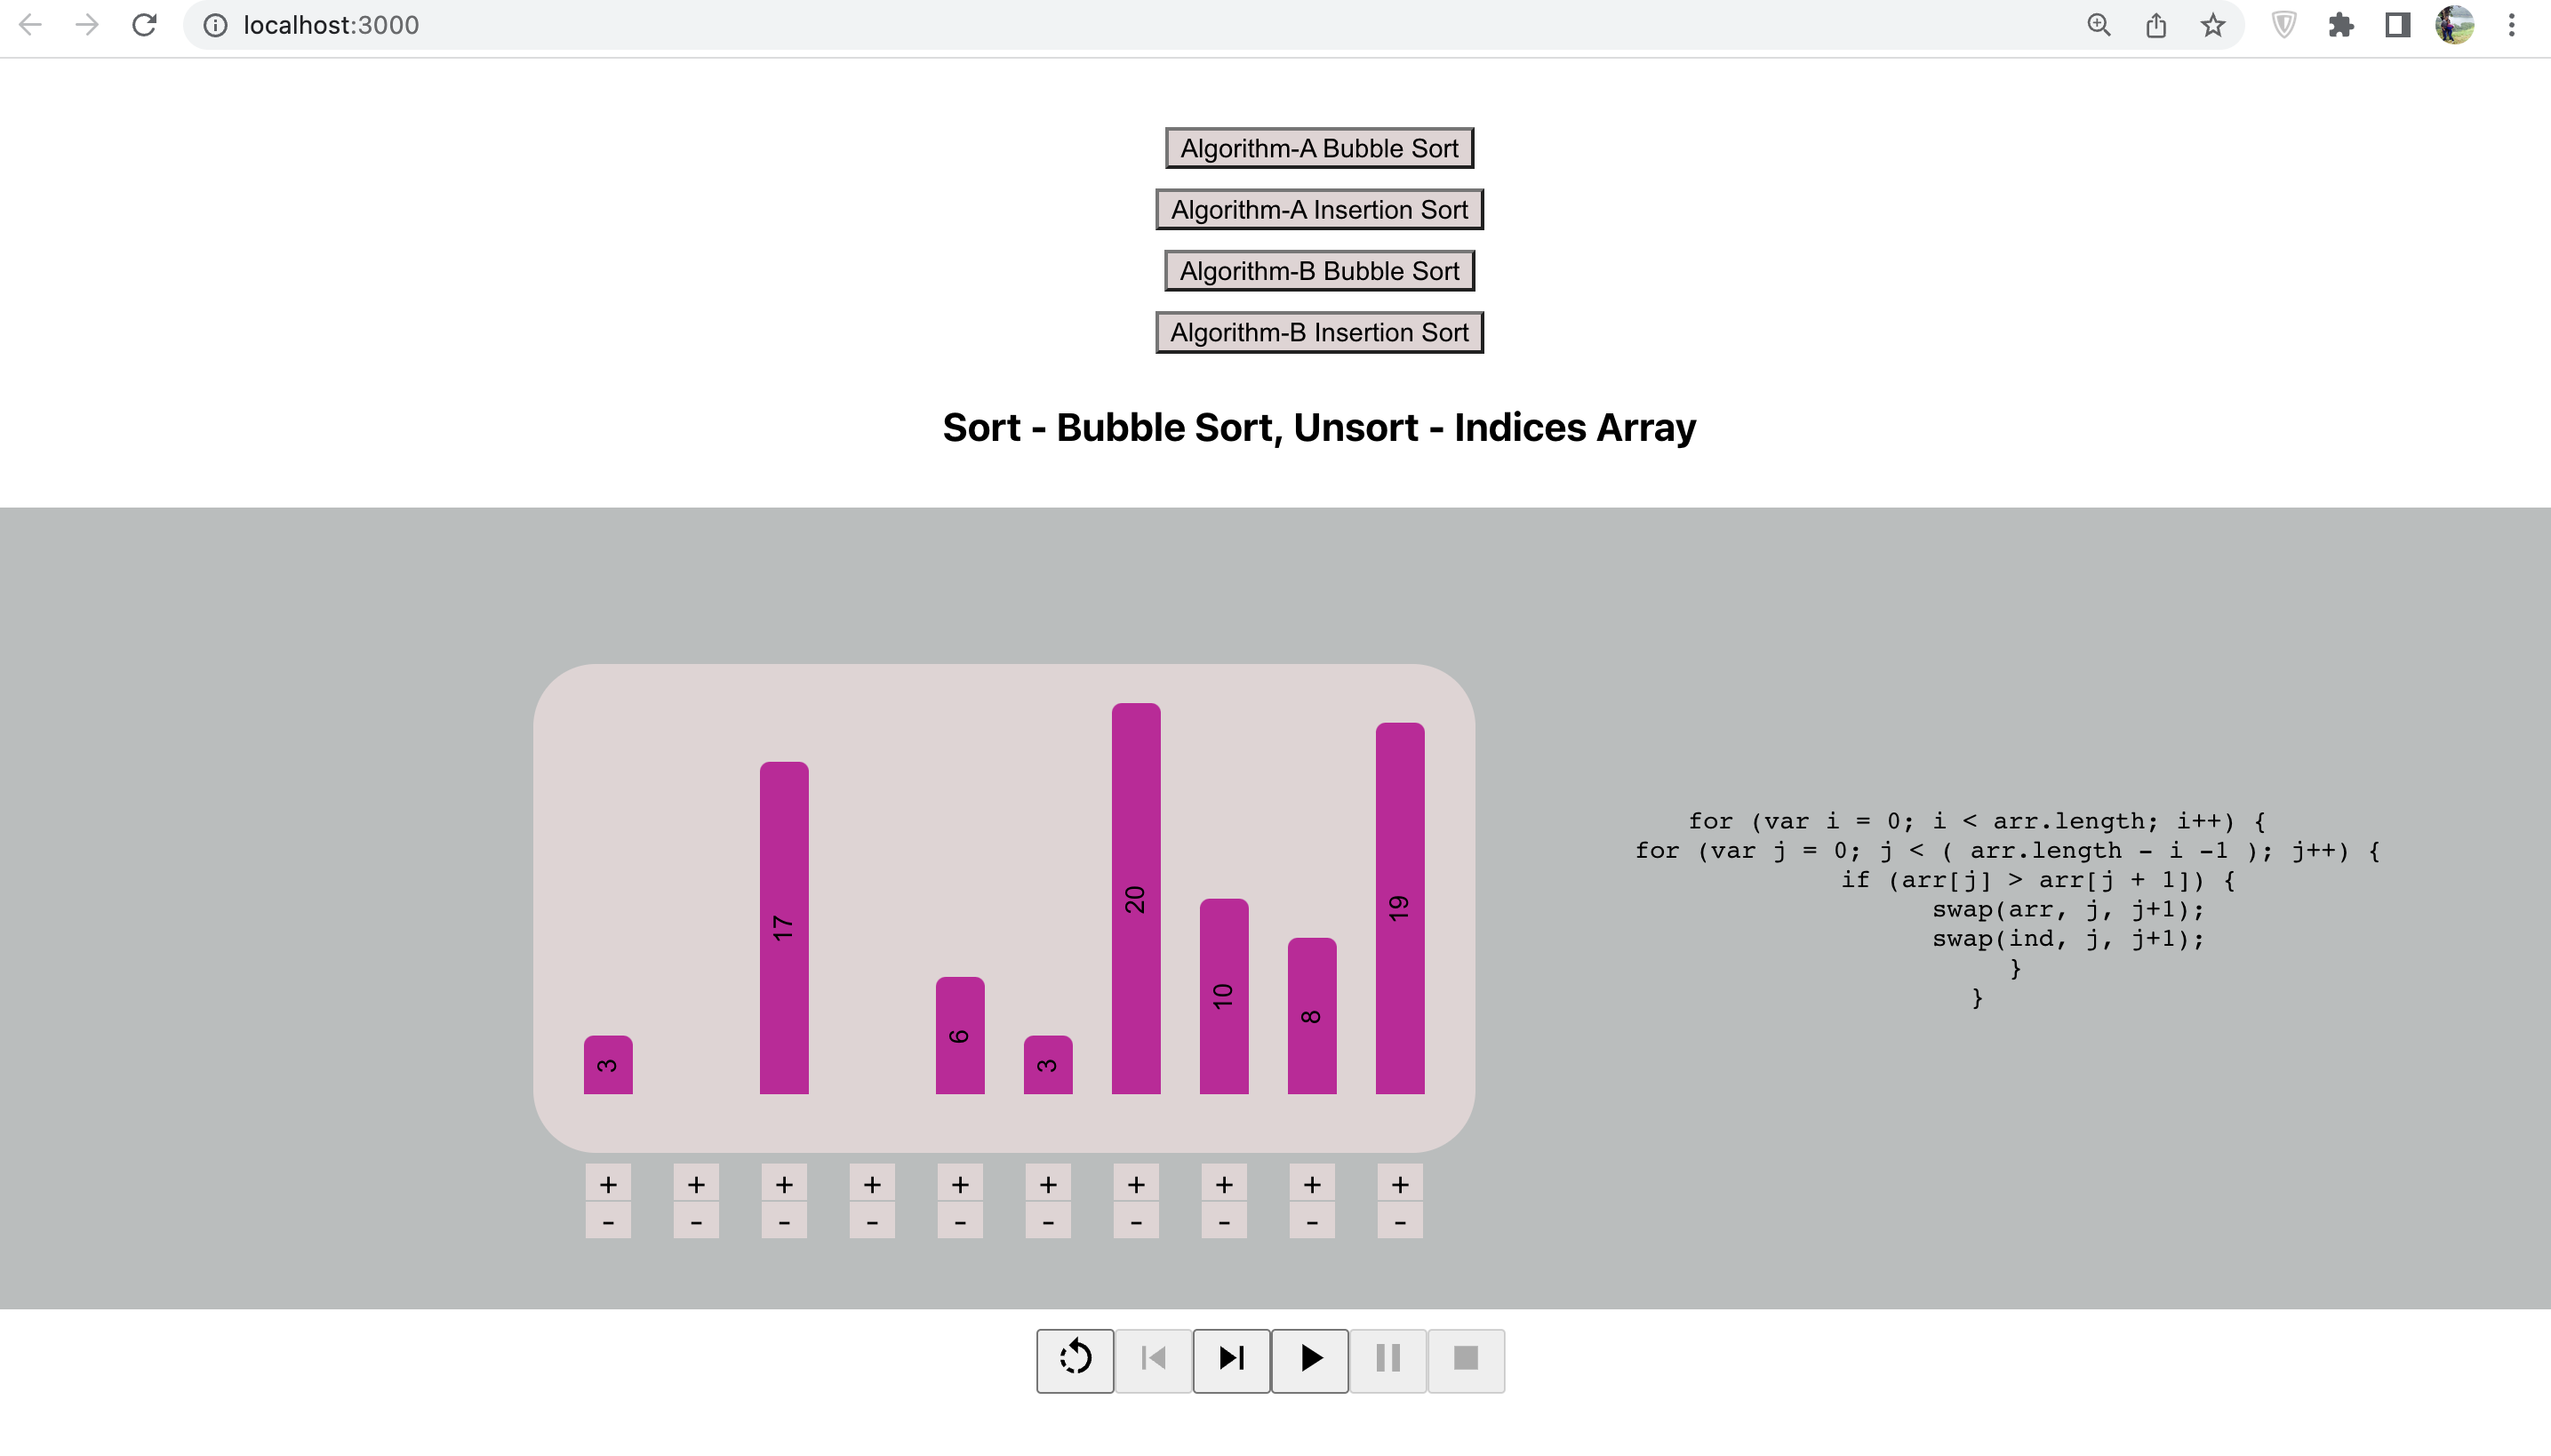 localhost:3000
Algorithm-A Bubble Sort
Algorithm-A Insertion Sort
Algorithm-B Bubble Sort
Algorithm-B Insertion Sort
Sort - Bubble Sort, Unsort - Indices Array
3 17 6 3 20 10 8 19
for (var i = 0; i < arr.length; i++) {
for (var j = 0; j < ( arr.length - i -1 ); j++) {
if (arr[j] > arr[j + 1]) {
swap(arr, j, j+1);
swap(ind, j, j+1);
}
}
+ + + + + + + + + +
- - - - - - - - - -